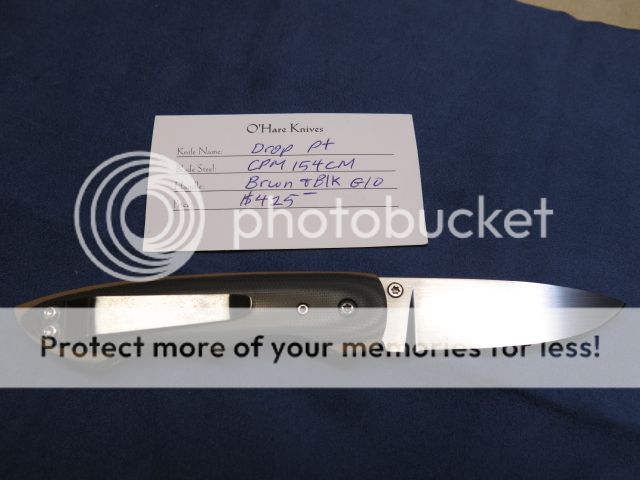 O'Hare Knives
Knife Name: Drop Pt
Blade Steel: CPM 154CM
Handle: Brwn & Blk G10
Price: $425
photobucket
Protect more of your memories for less!